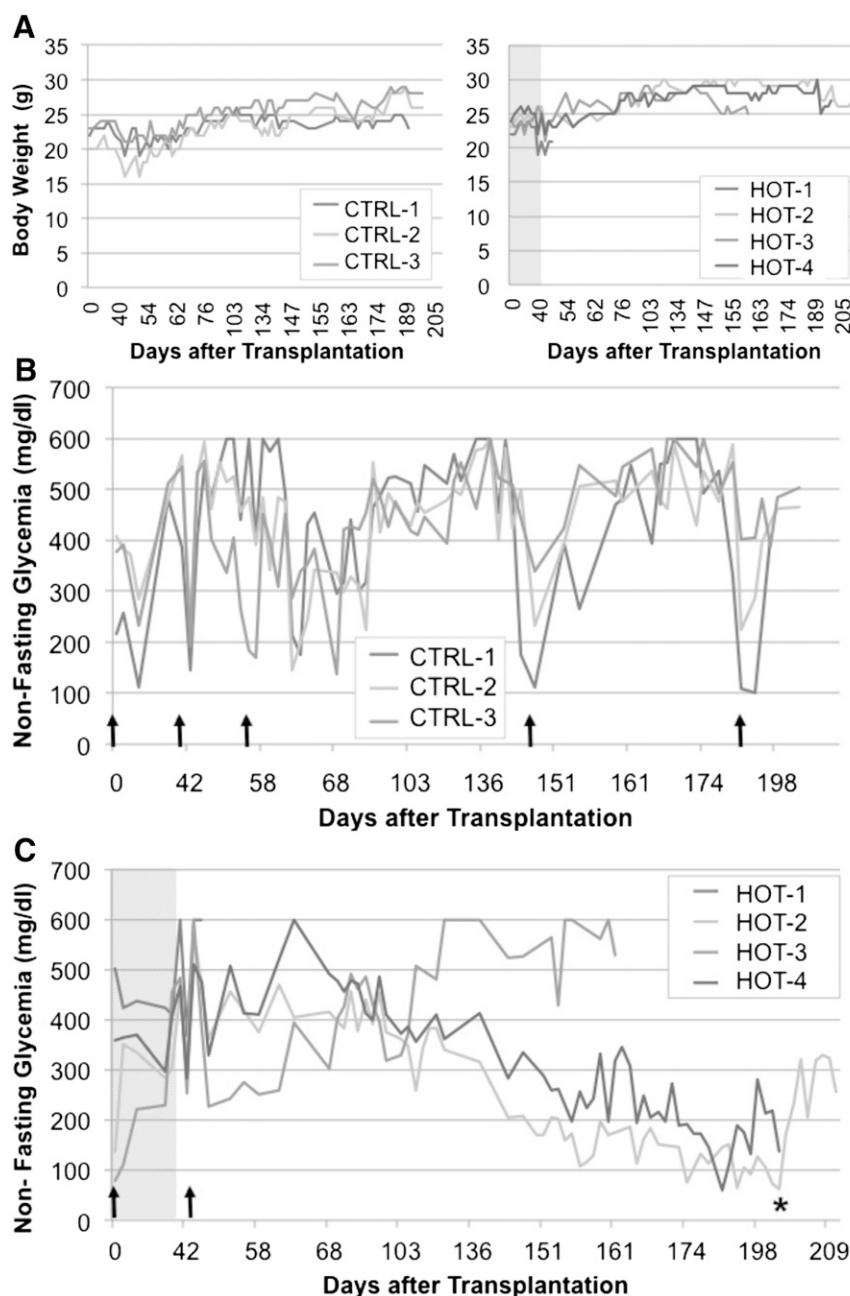 A
Body Weight (g)
35
30
25
20
15
10
5
0
CTRL-1
CTRL-2
CTRL-3
0 40 54 62 76 103 134 147 155 163 174 189 205
Days after Transplantation
35
30
25
20
15
10
5
0
HOT-1
HOT-2
HOT-3
HOT-4
0 40 54 62 76 103 134 147 155 163 174 189 205
Days after Transplantation
B
Non-Fasting Glycemia (mg/dl)
700
600
500
400
300
200
100
0
CTRL-1
CTRL-2
CTRL-3
0 42 58 68 103 136 151 161 174 198
Days after Transplantation
C
Non- Fasting Glycemia (mg/dl)
700
600
500
400
300
200
100
0
HOT-1
HOT-2
HOT-3
HOT-4
*
0 42 58 68 103 136 151 161 174 198 209
Days after Transplantation